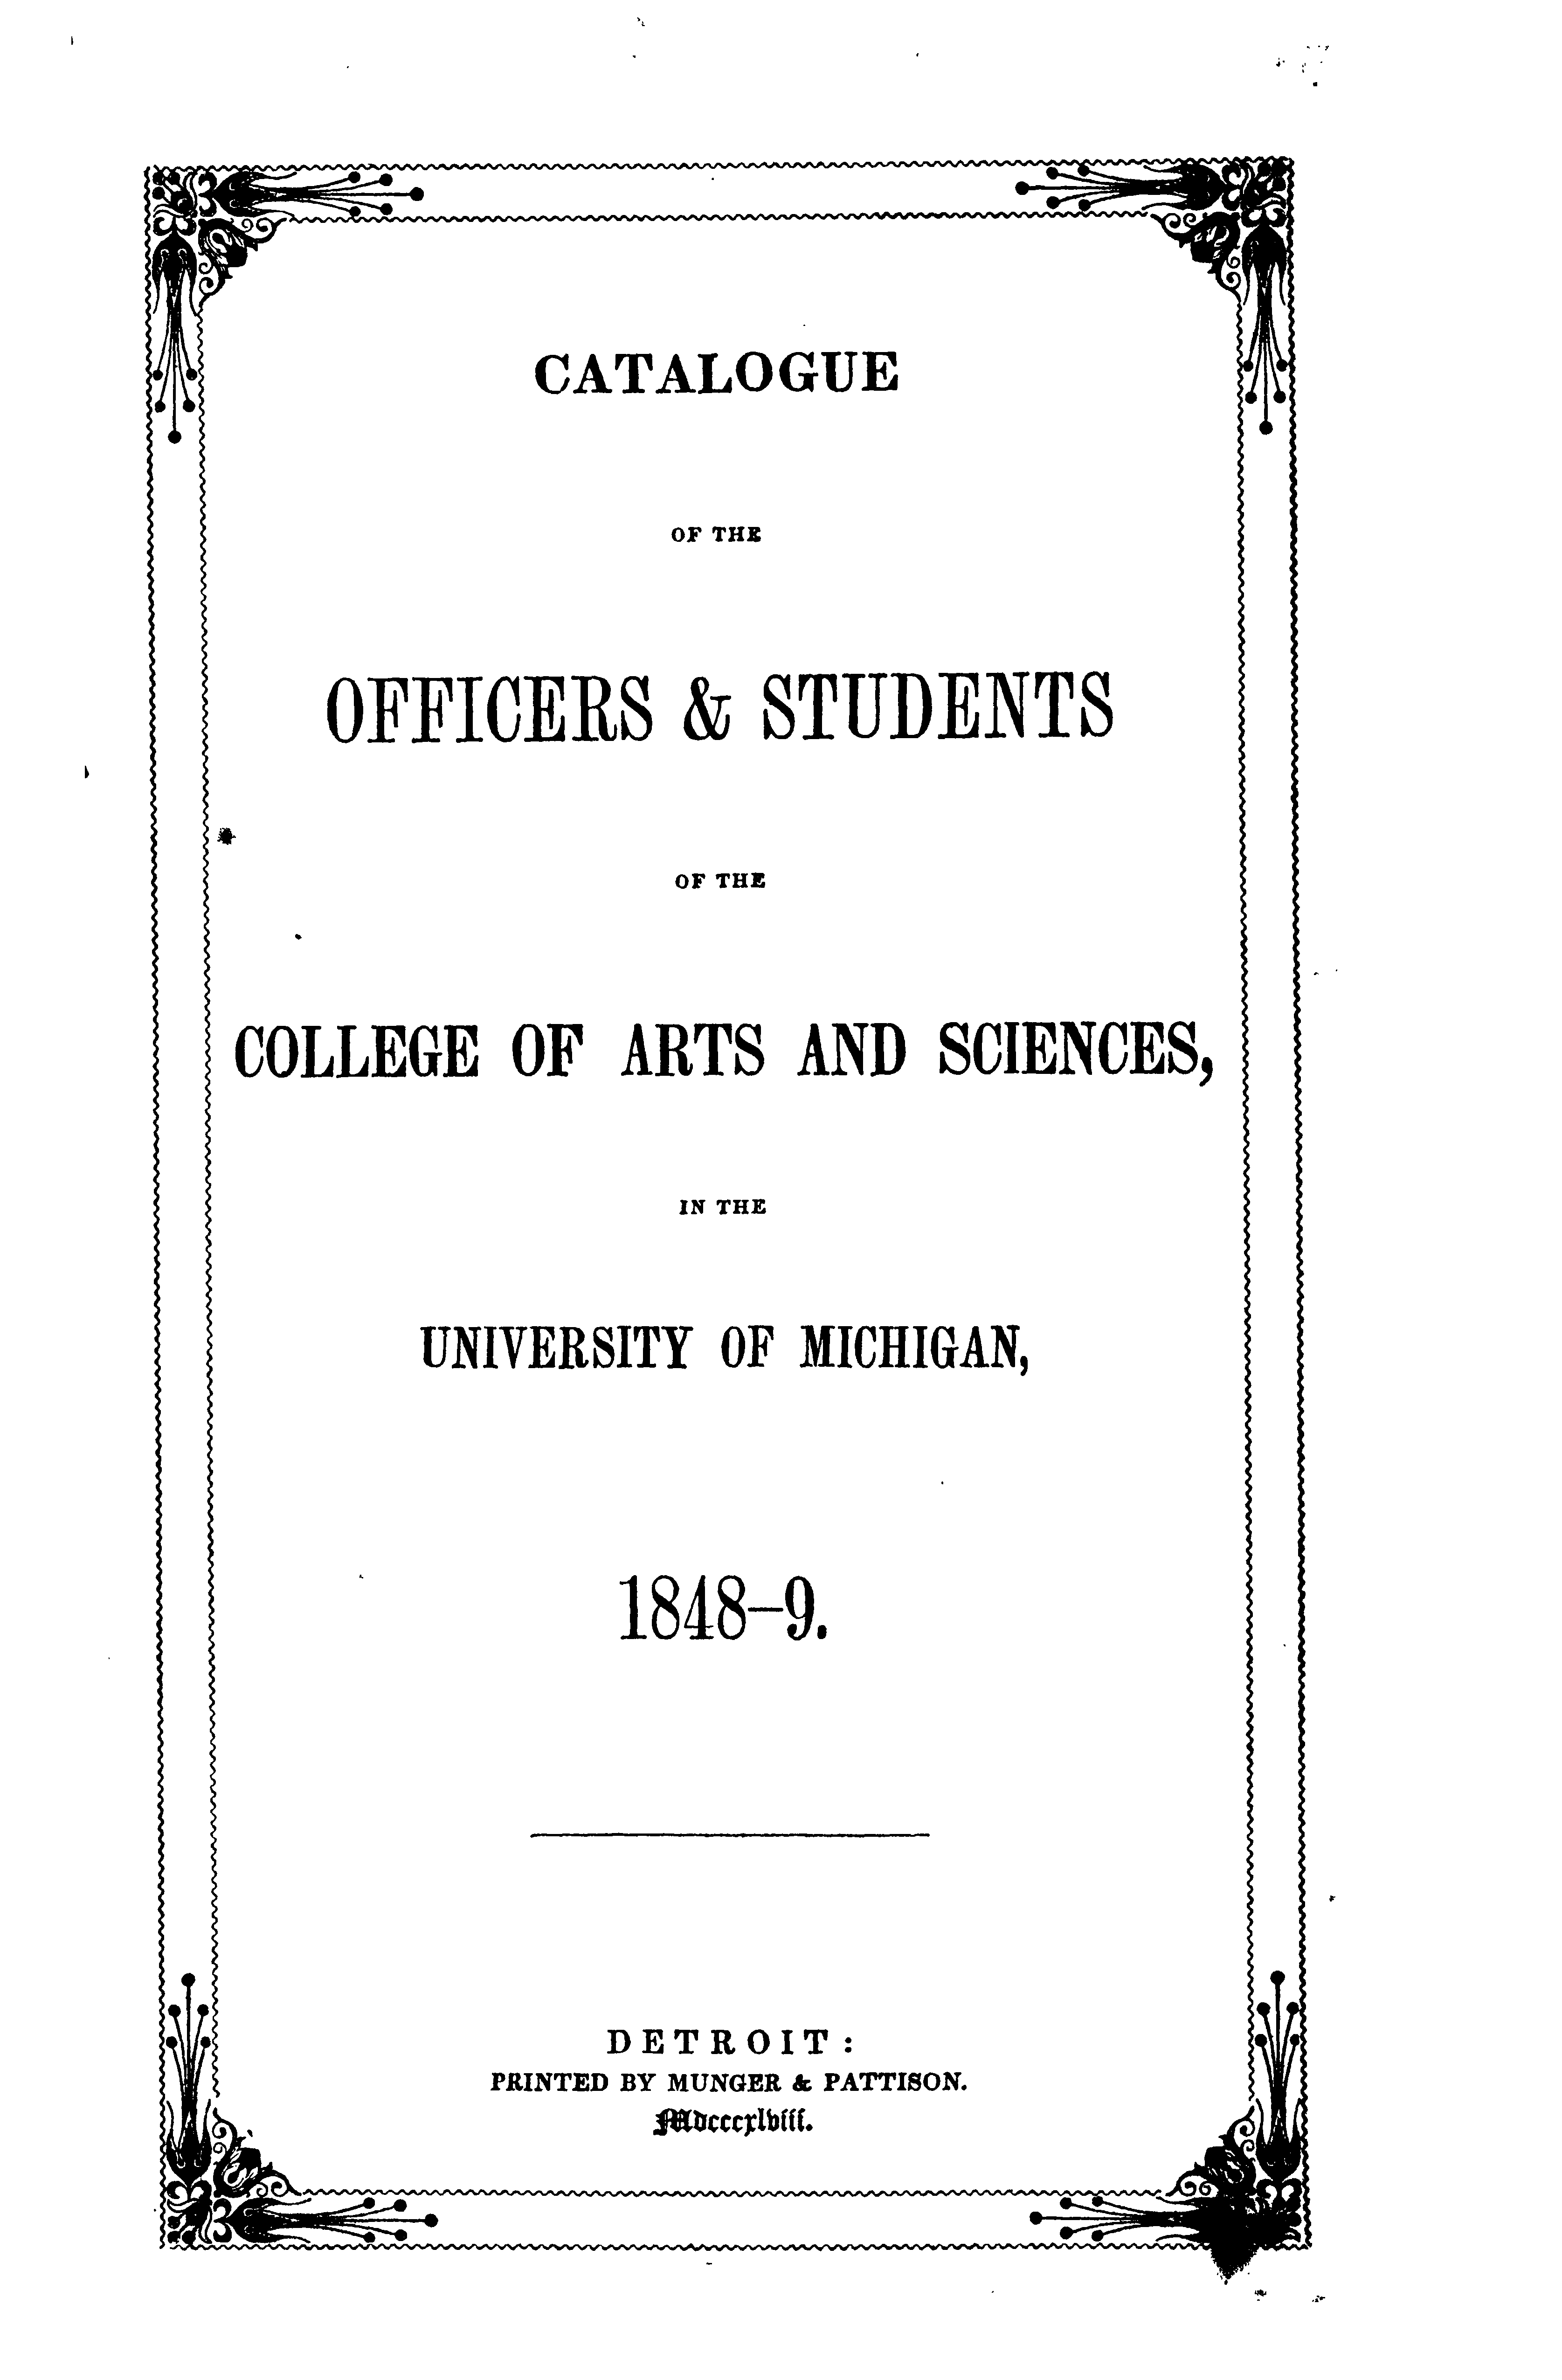 CATALOGUE
OF THE
OFFICERS & STUDENTS
OF THE
COLLEGE OF ARTS AND SCIENCES,
IN THE
UNIVERSITY OF MICHIGAN,
1848–9.
DETROIT:
PRINTED BY MUNGER & PATTISON.
Mdcccxlviii.